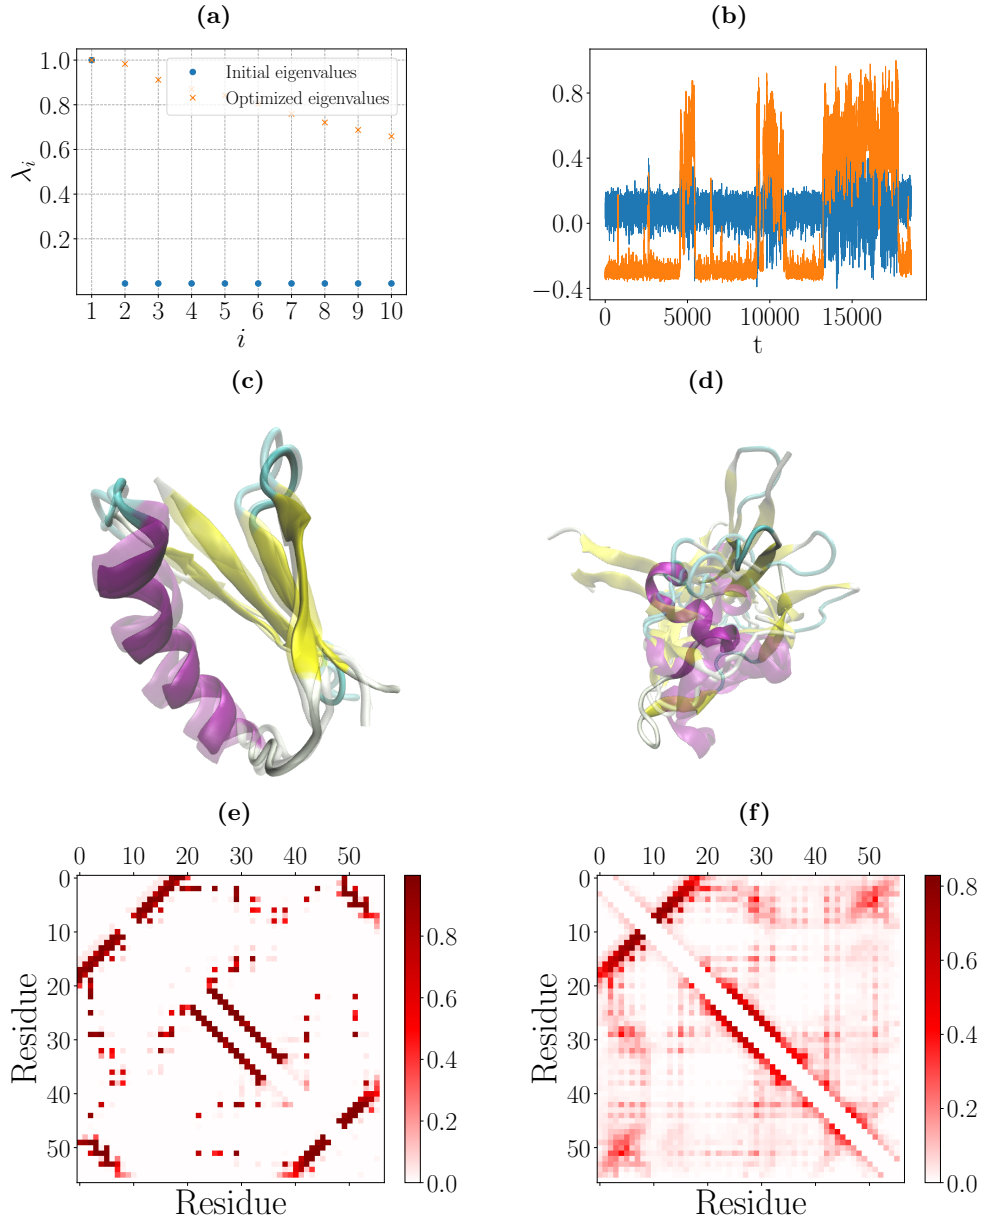 (a)
1.0
0.8
0.6
0.4
0.2
λi
1 2 3 4 5 6 7 8 9 10
i
Initial eigenvalues
Optimized eigenvalues
(b)
0.8
0.4
0.0
−0.4
0 5000 10000 15000
t
(c)
(d)
(e)
0 10 20 30 40 50
0
10
20
30
40
50
Residue
Residue
0.8
0.6
0.4
0.2
0.0
(f)
0 10 20 30 40 50
0
10
20
30
40
50
Residue
Residue
0.8
0.6
0.4
0.2
0.0